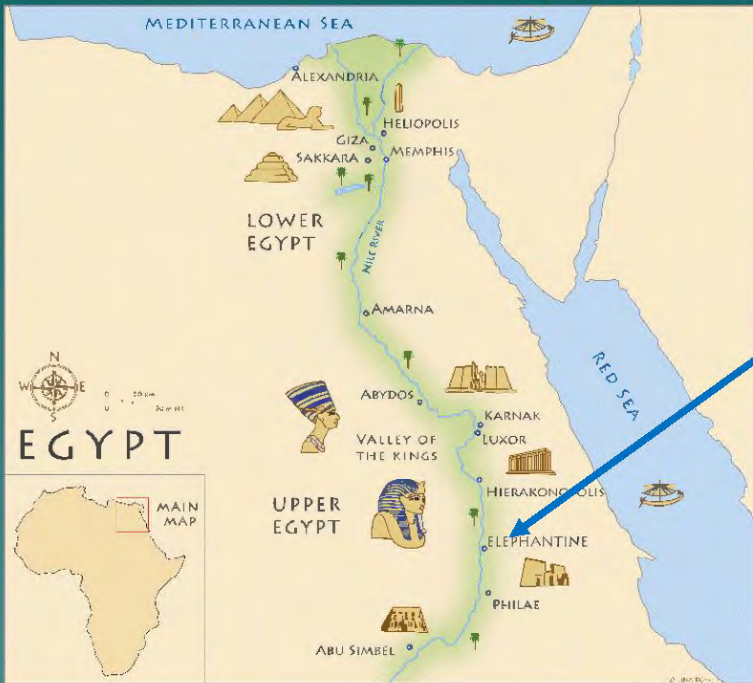 MEDITERRANEAN SEA
ALEXANDRIA
HELIOPOLIS
GIZA
SAKKARA
MEMPHIS
LOWER
EGYPT
NILE RIVER
AMARNA
N
W E
S
ABYDOS
KARNAK
LUXOR
RED SEA
EGYPT
VALLEY OF
THE KINGS
HIERAKONOPOLIS
UPPER
EGYPT
MAIN
MAP
ELEPHANTINE
PHILAE
ABU SIMBEL